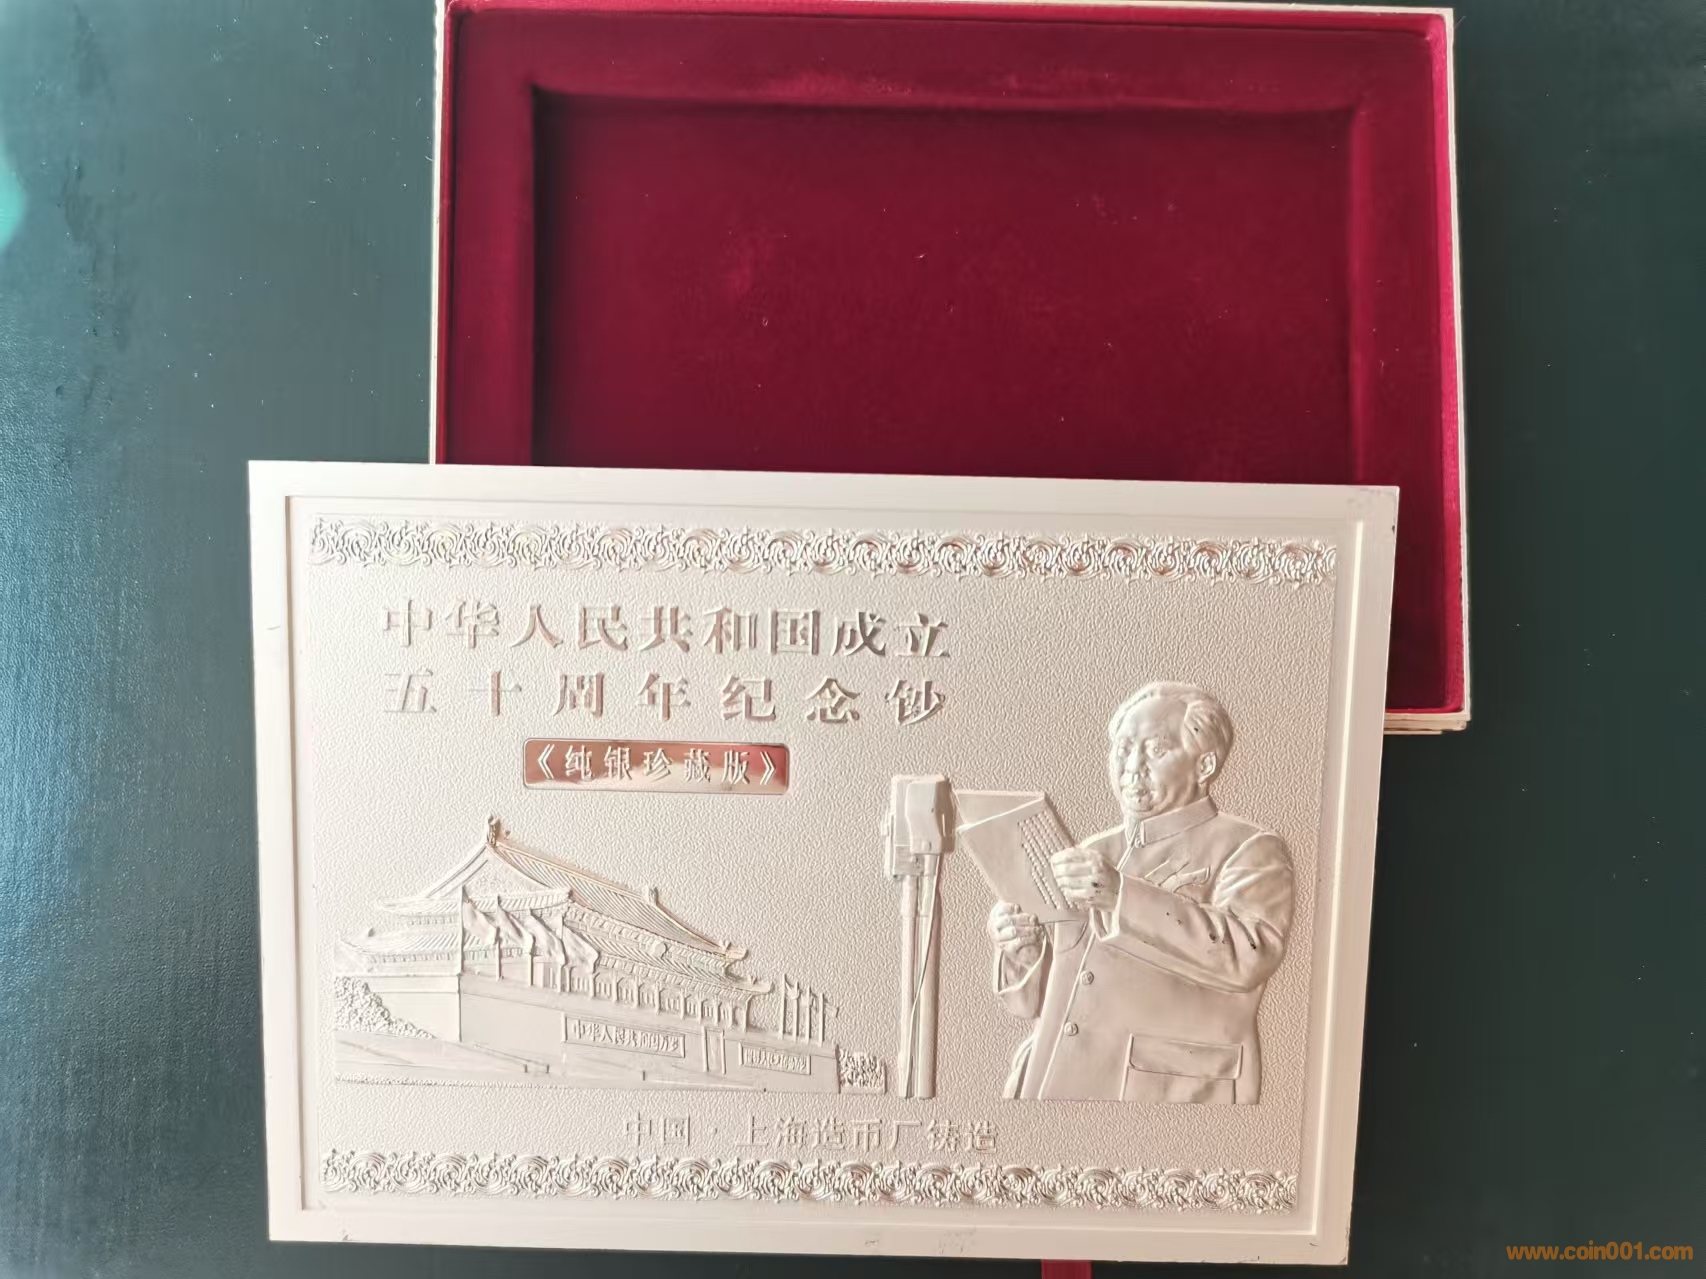 中华人民共和国成立
五十周年纪念钞
《纯银珍藏版》
中华人民共和国万岁
中国·上海造币厂铸造
www.coin001.com